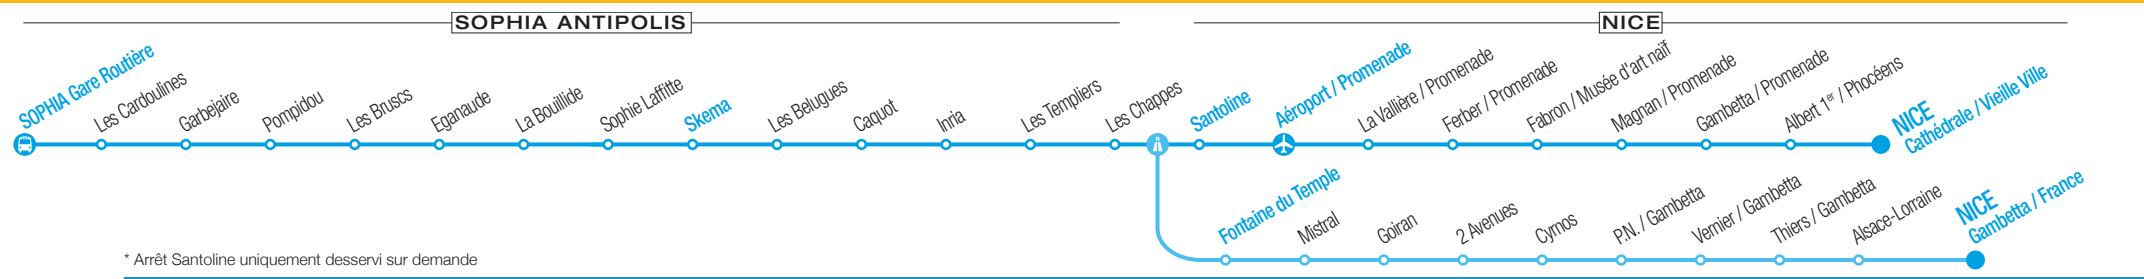 SOPHIA ANTIPOLIS
NICE
SOPHIA Gare Routière
Les Cardoulines
Garbejaïre
Pompidou
Les Bruscs
Eganaude
La Bouillide
Sophie Laffitte
Skema
Les Belugues
Caquot
Inria
Les Templiers
Les Chappes
Santoline
Aéroport / Promenade
La Vallière / Promenade
Ferber / Promenade
Fabron / Musée d'art naïf
Magnan / Promenade
Gambetta / Promenade
Albert 1er / Phocéens
NICE
Cathédrale / Vieille Ville
Fontaine du Temple
Mistral
Goiran
2 Avenues
Cymos
P.N. / Gambetta
Vernier / Gambetta
Thiers / Gambetta
Alsace-Lorraine
NICE
Gambetta / France
* Arrêt Santoline uniquement desservi sur demande